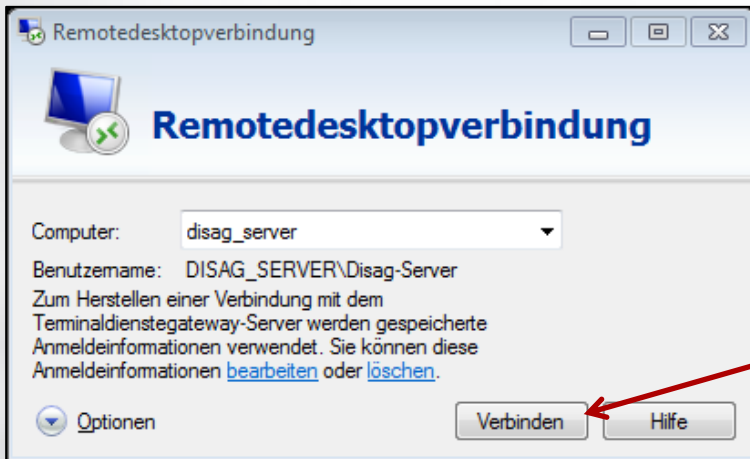 Remotedesktopverbindung
Remotedesktopverbindung
Computer: disag_server
Benutzername: DISAG_SERVER\Disag-Server
Zum Herstellen einer Verbindung mit dem
Terminaldienstegateway-Server werden gespeicherte
Anmeldeinformationen verwendet. Sie können diese
Anmeldeinformationen bearbeiten oder löschen.
Optionen Verbinden Hilfe